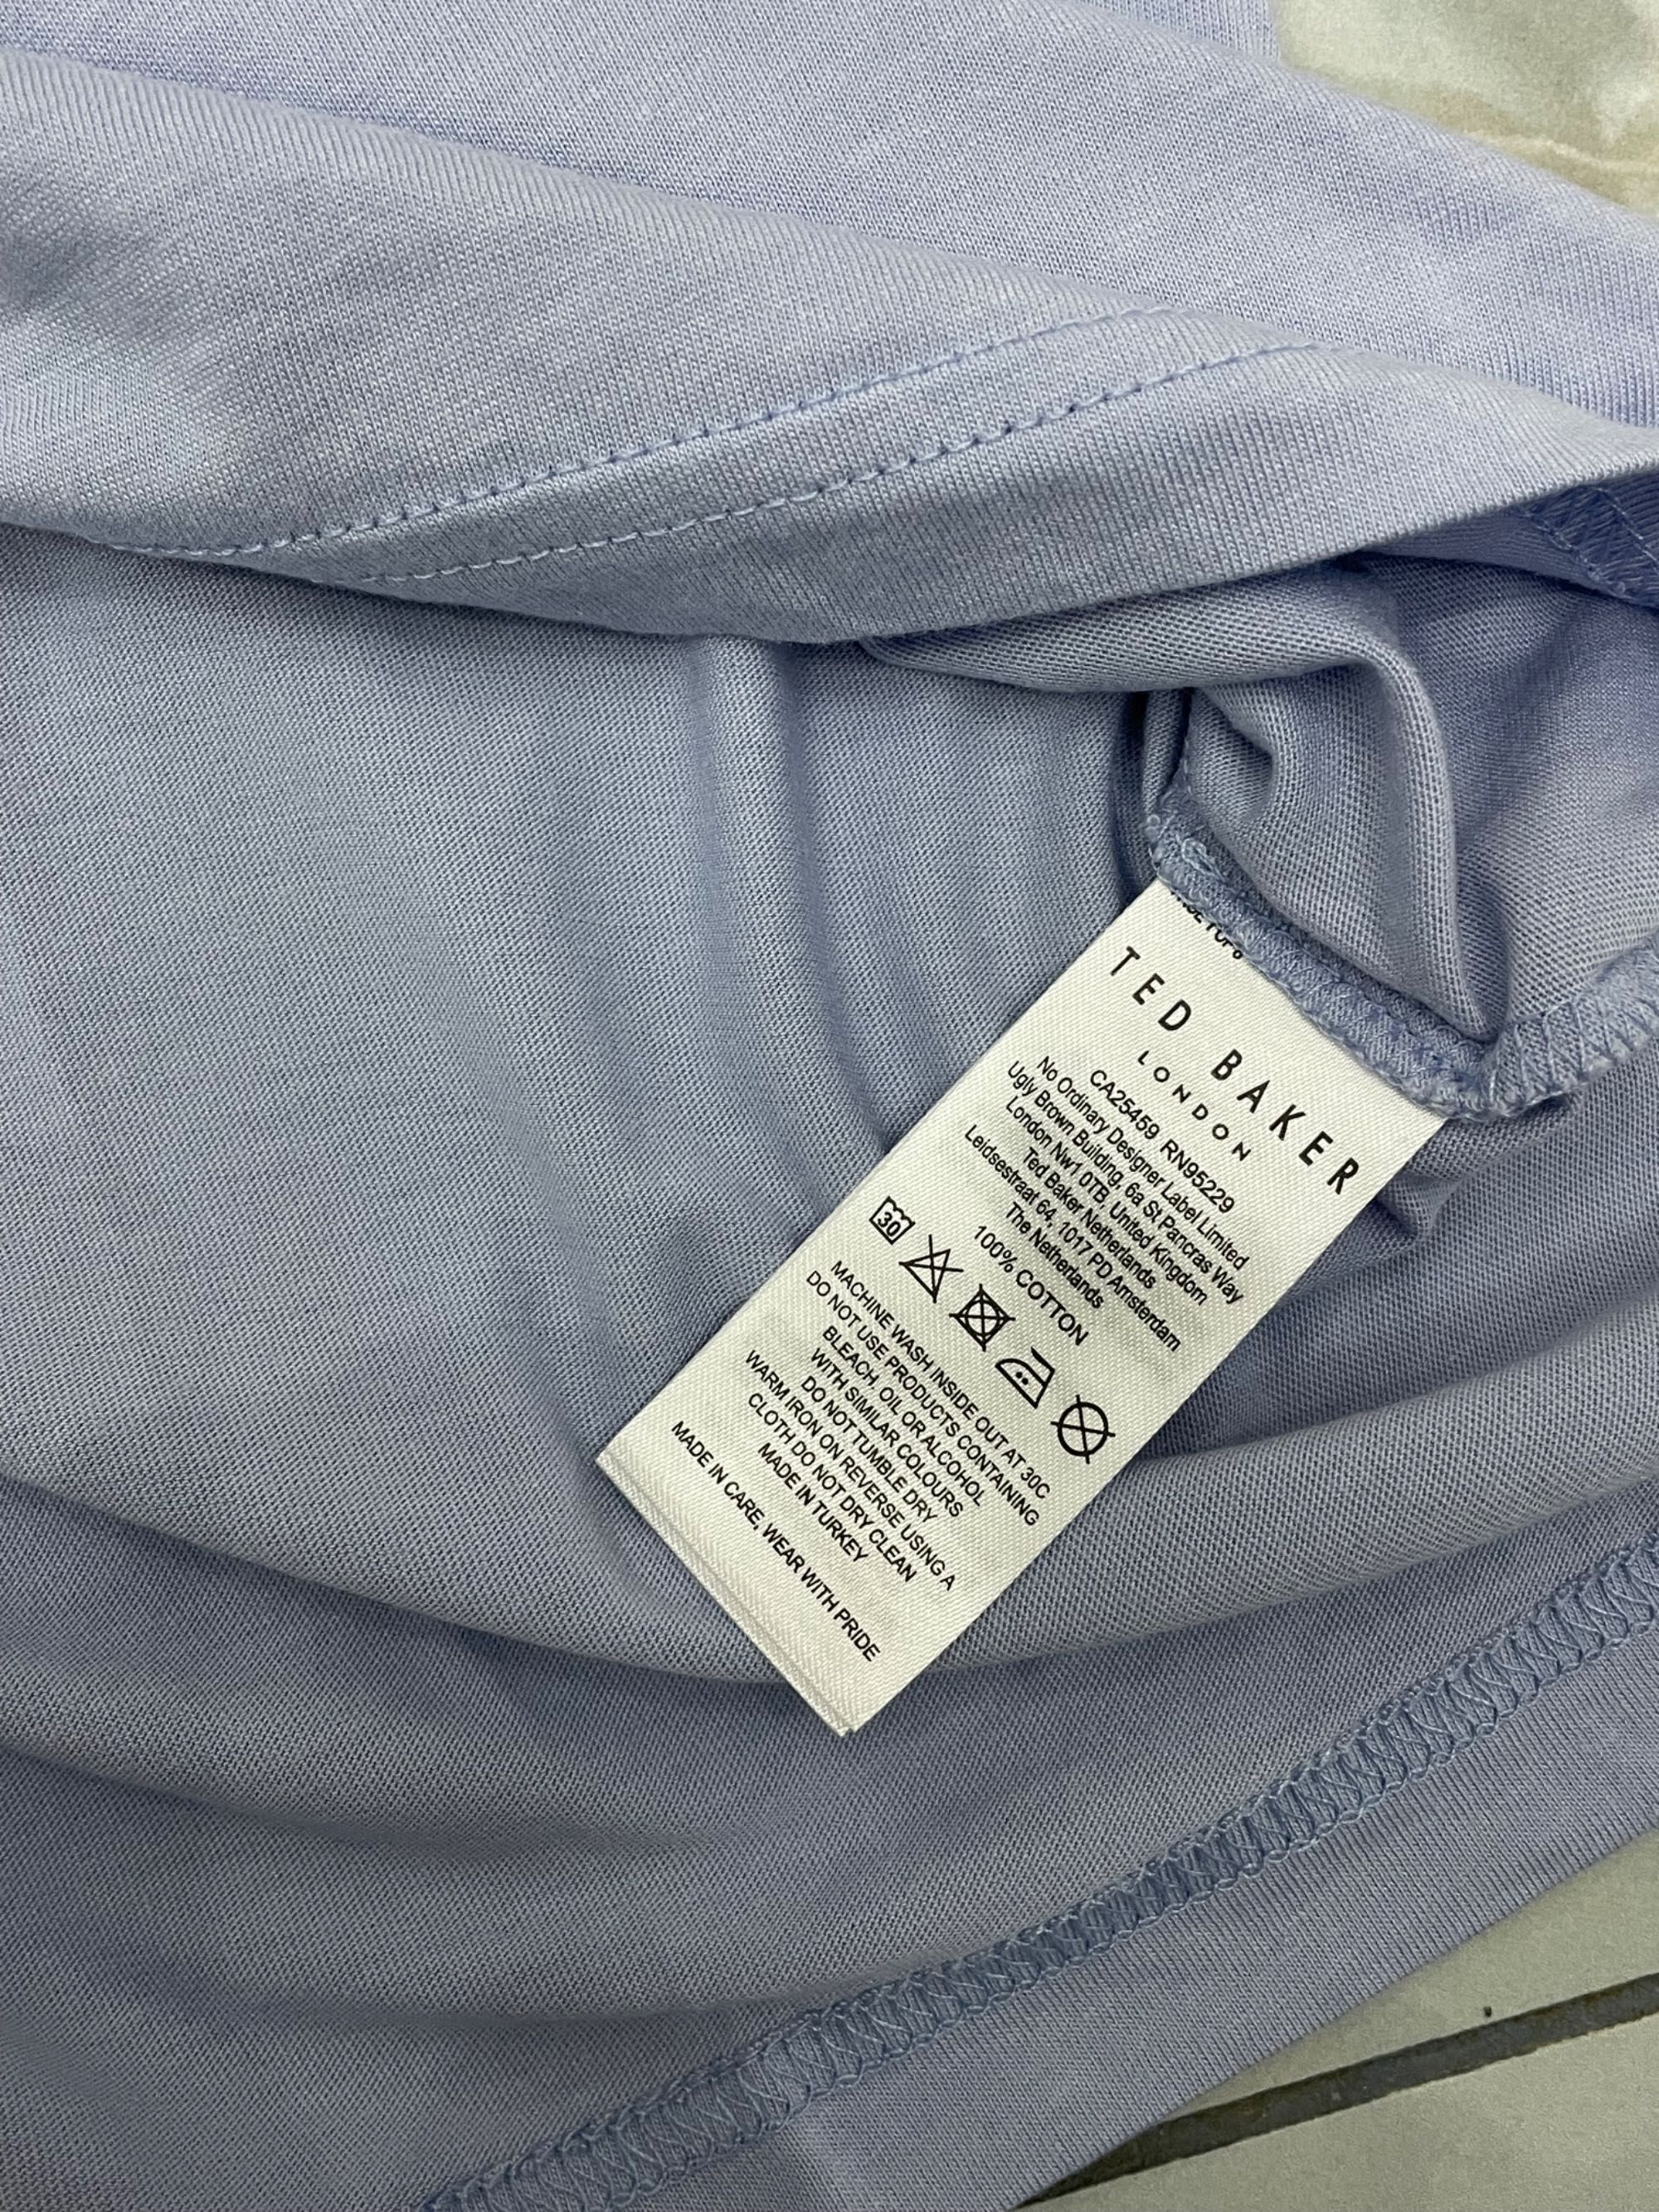 TED BAKER
LONDON
CA25459 RN95229
No Ordinary Designer Label Limited
Ugly Brown Building, 6a St Pancras Way
London Nw1 0TB, United Kingdom
Ted Baker Netherlands
Leidsestraat 64, 1017 PD Amsterdam
The Netherlands
100% COTTON
30
MACHINE WASH INSIDE OUT AT 30C
DO NOT USE PRODUCTS CONTAINING
BLEACH, OIL OR ALCOHOL
WITH SIMILAR COLOURS
DO NOT TUMBLE DRY
WARM IRON ON REVERSE USING A
CLOTH DO NOT DRY CLEAN
MADE IN TURKEY
MADE IN CARE, WEAR WITH PRIDE